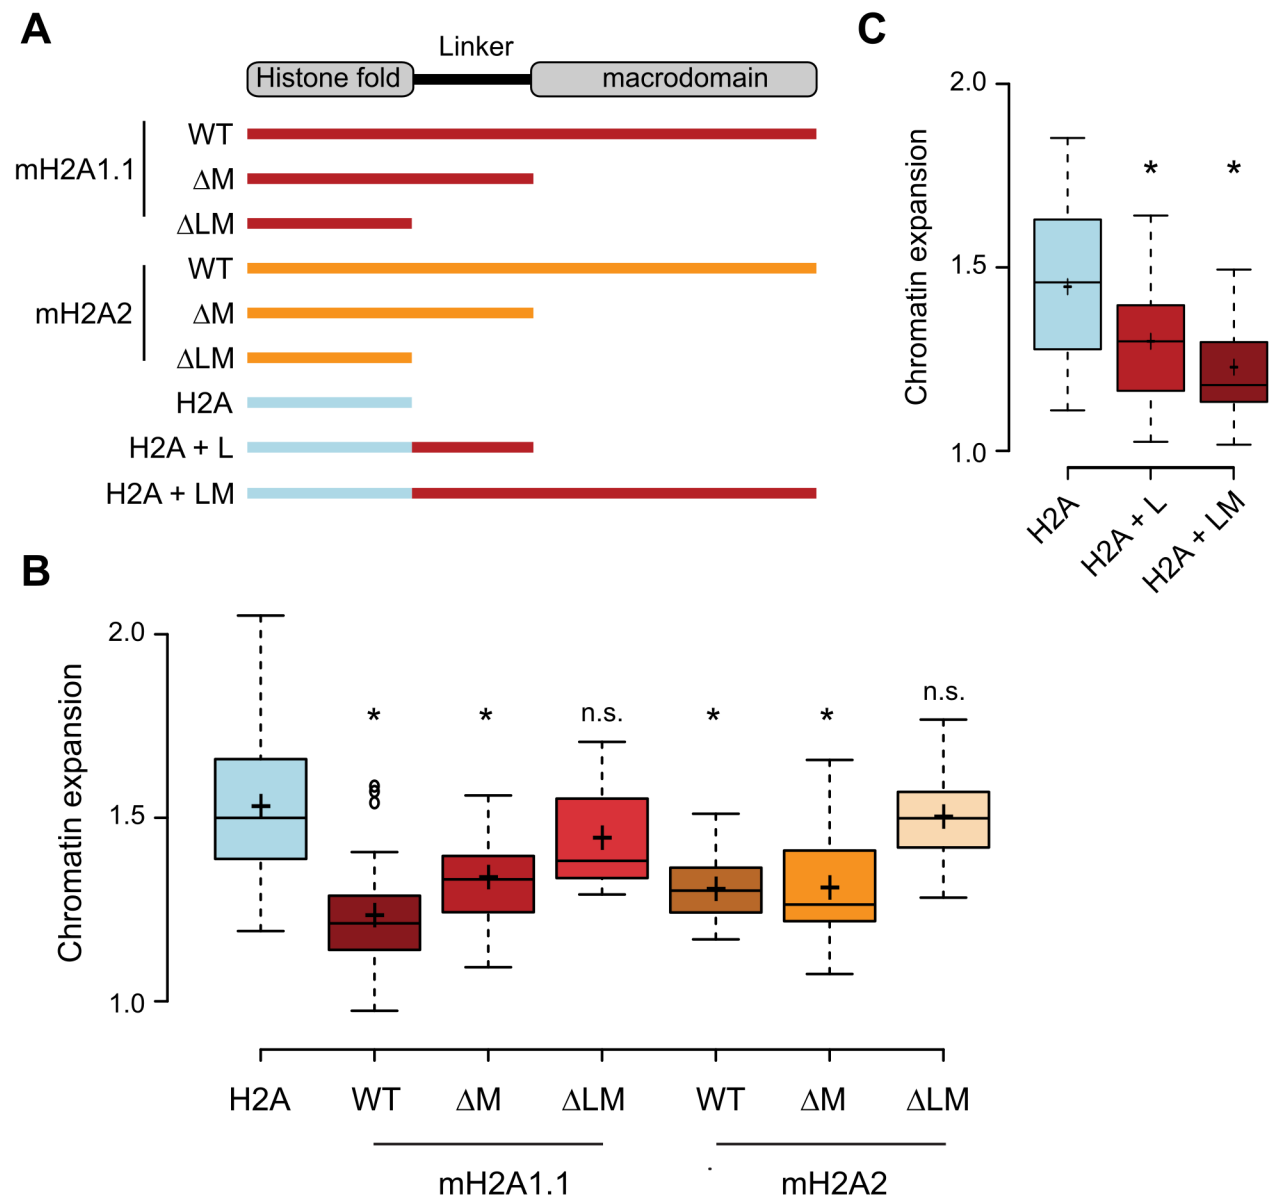 A
Linker
Histone fold
macrodomain
mH2A1.1
WT
ΔM
ΔLM
mH2A2
WT
ΔM
ΔLM
H2A
H2A + L
H2A + LM
C
Chromatin expansion
2.0
1.5
1.0
* *
H2A
H2A + L
H2A + LM
B
Chromatin expansion
2.0
1.5
1.0
* * n.s. * * n.s.
H2A WT ΔM ΔLM WT ΔM ΔLM
mH2A1.1 mH2A2